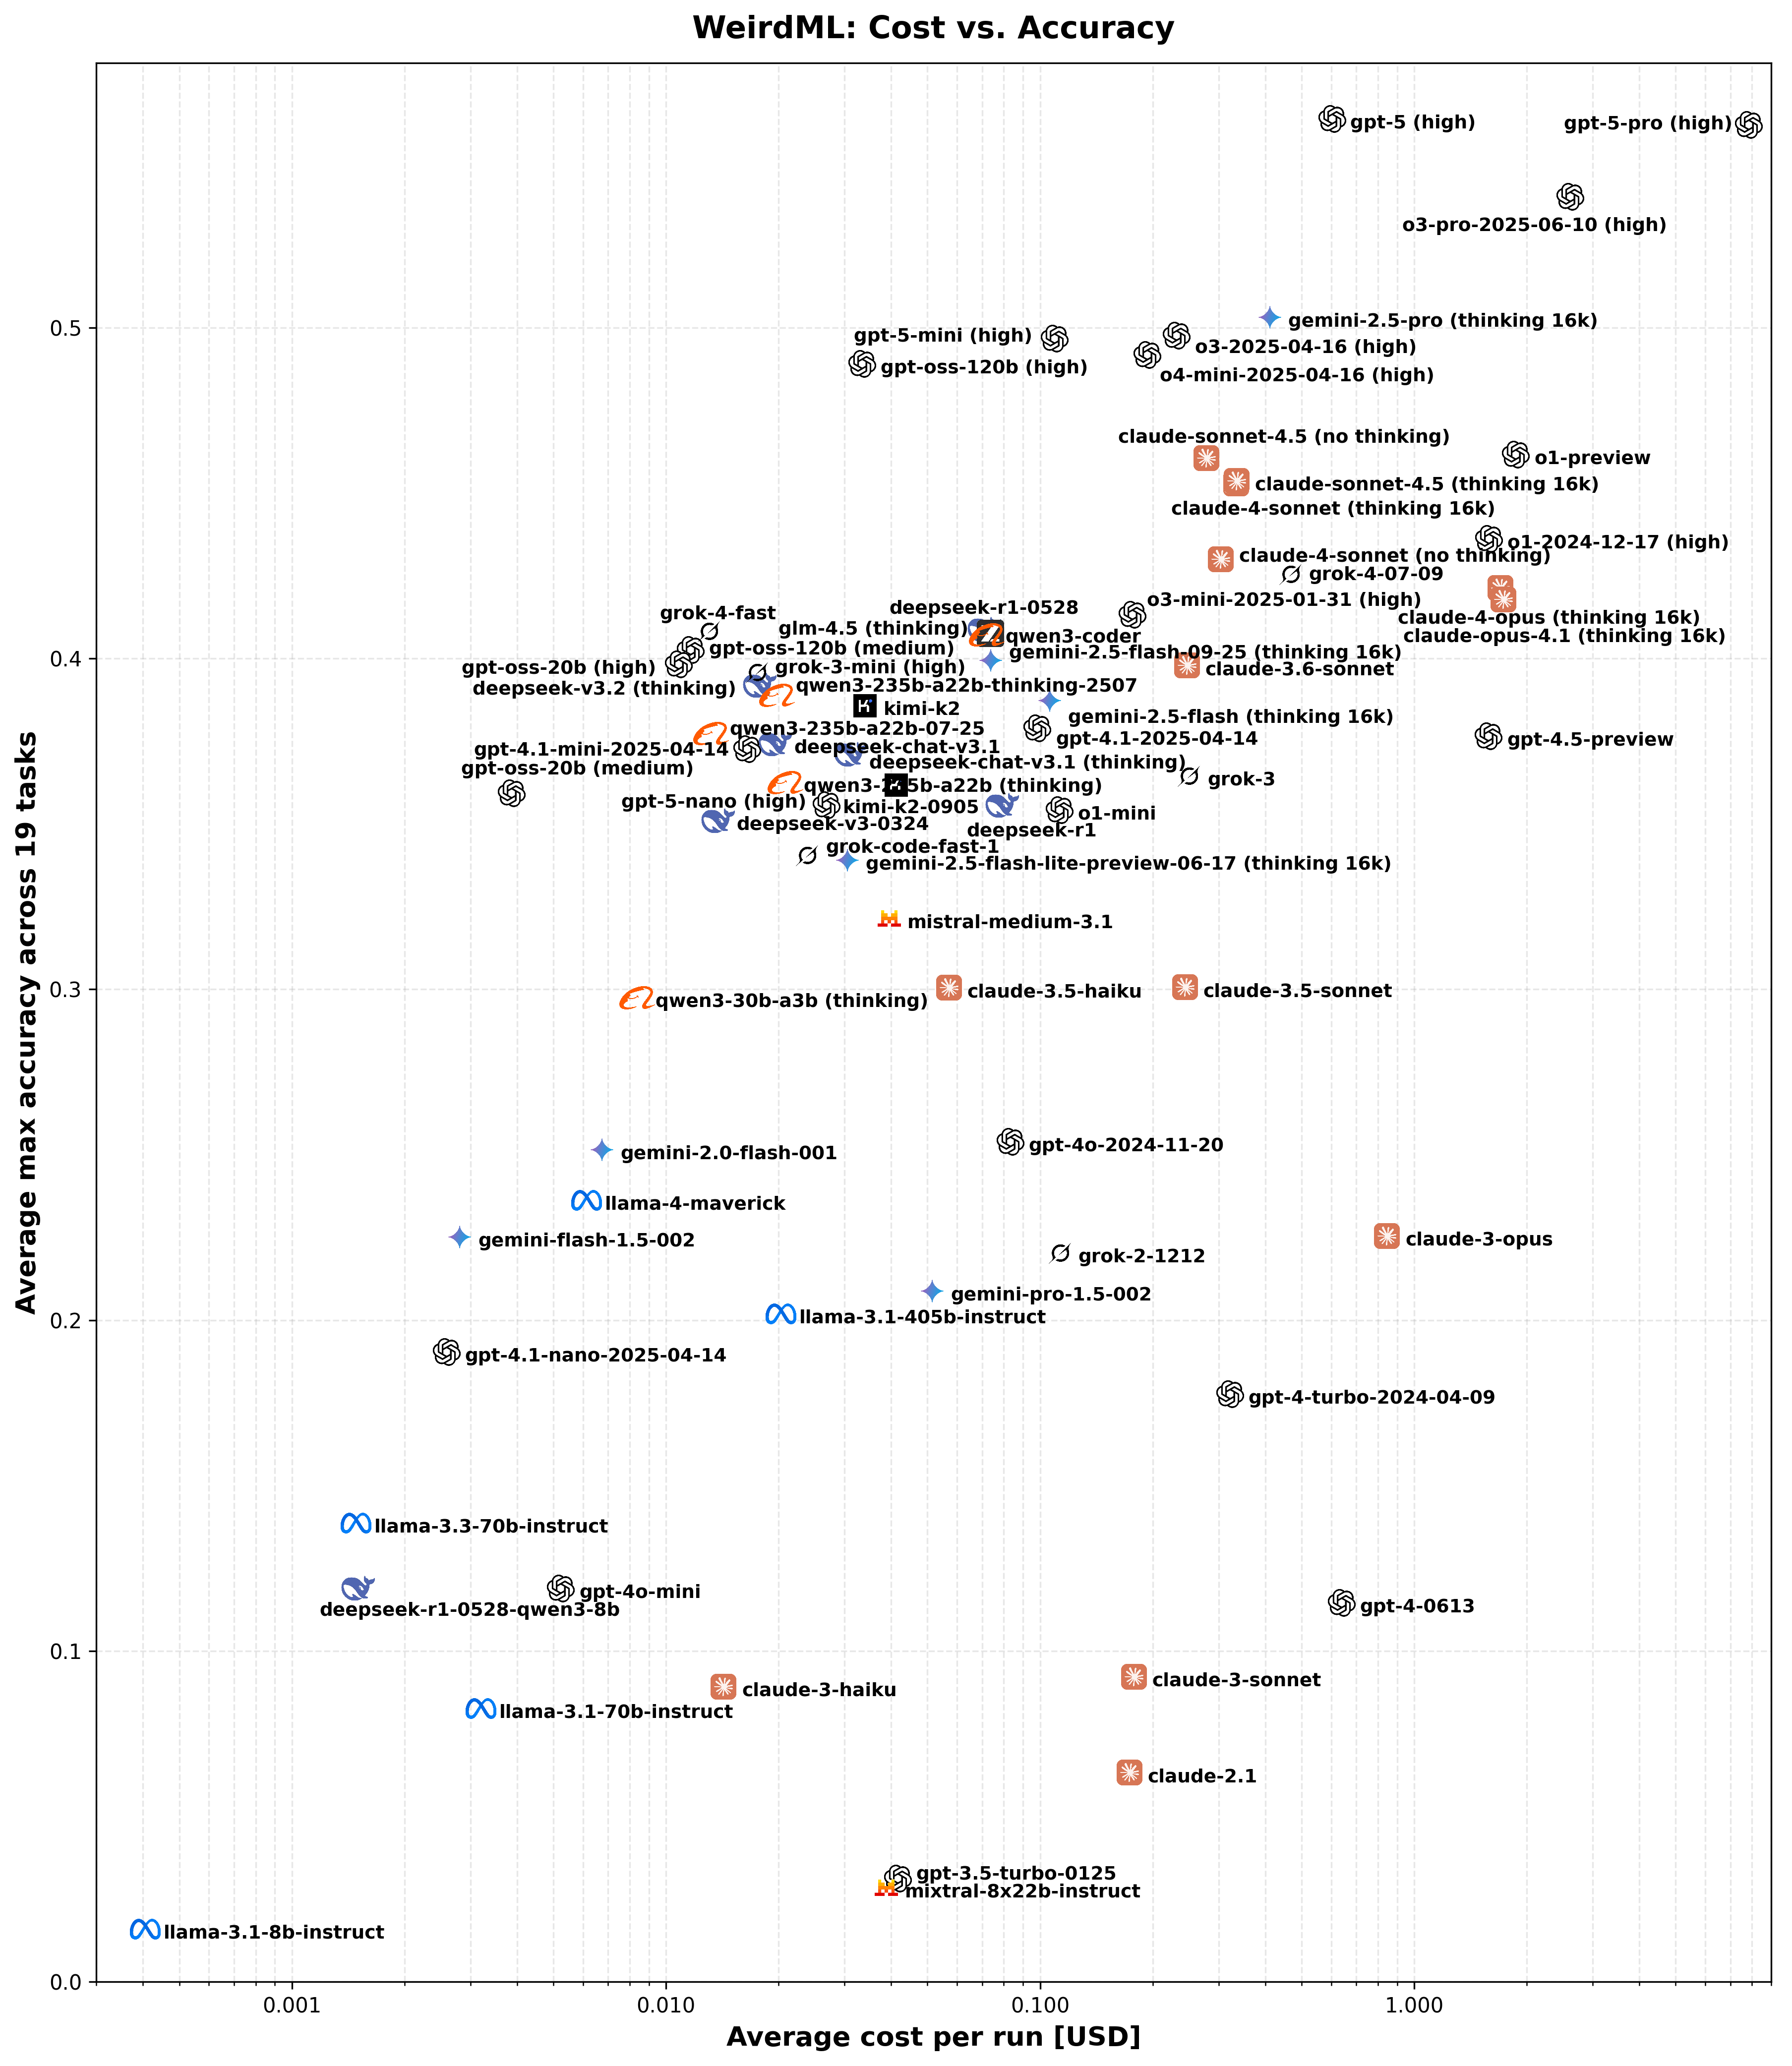 WeirdML: Cost vs. Accuracy
gpt-5 (high)
gpt-5-pro (high)
o3-pro-2025-06-10 (high)
gemini-2.5-pro (thinking 16k)
gpt-5-mini (high)
o3-2025-04-16 (high)
gpt-oss-120b (high)
o4-mini-2025-04-16 (high)
claude-sonnet-4.5 (no thinking)
o1-preview
claude-sonnet-4.5 (thinking 16k)
claude-4-sonnet (thinking 16k)
o1-2024-12-17 (high)
claude-4-sonnet (no thinking)
grok-4-07-09
o3-mini-2025-01-31 (high)
deepseek-r1-0528
grok-4-fast
claude-4-opus (thinking 16k)
glm-4.5 (thinking)
qwen3-coder
claude-opus-4.1 (thinking 16k)
gpt-oss-120b (medium)
gemini-2.5-flash-09-25 (thinking 16k)
gpt-oss-20b (high)
grok-3-mini (high)
claude-3.6-sonnet
deepseek-v3.2 (thinking)
qwen3-235b-a22b-thinking-2507
kimi-k2
gemini-2.5-flash (thinking 16k)
qwen3-235b-a22b-07-25
gpt-4.1-2025-04-14
gpt-4.5-preview
gpt-4.1-mini-2025-04-14
deepseek-chat-v3.1
deepseek-chat-v3.1 (thinking)
gpt-oss-20b (medium)
grok-3
qwen3-235b-a22b (thinking)
gpt-5-nano (high)
kimi-k2-0905
o1-mini
deepseek-v3-0324
deepseek-r1
grok-code-fast-1
gemini-2.5-flash-lite-preview-06-17 (thinking 16k)
mistral-medium-3.1
qwen3-30b-a3b (thinking)
claude-3.5-haiku
claude-3.5-sonnet
gpt-4o-2024-11-20
gemini-2.0-flash-001
llama-4-maverick
gemini-flash-1.5-002
claude-3-opus
grok-2-1212
gemini-pro-1.5-002
llama-3.1-405b-instruct
gpt-4.1-nano-2025-04-14
gpt-4-turbo-2024-04-09
llama-3.3-70b-instruct
gpt-4o-mini
deepseek-r1-0528-qwen3-8b
gpt-4-0613
claude-3-sonnet
claude-3-haiku
llama-3.1-70b-instruct
claude-2.1
gpt-3.5-turbo-0125
mixtral-8x22b-instruct
llama-3.1-8b-instruct
Average max accuracy across 19 tasks
0.5
0.4
0.3
0.2
0.1
0.0
0.001
0.010
0.100
1.000
Average cost per run [USD]